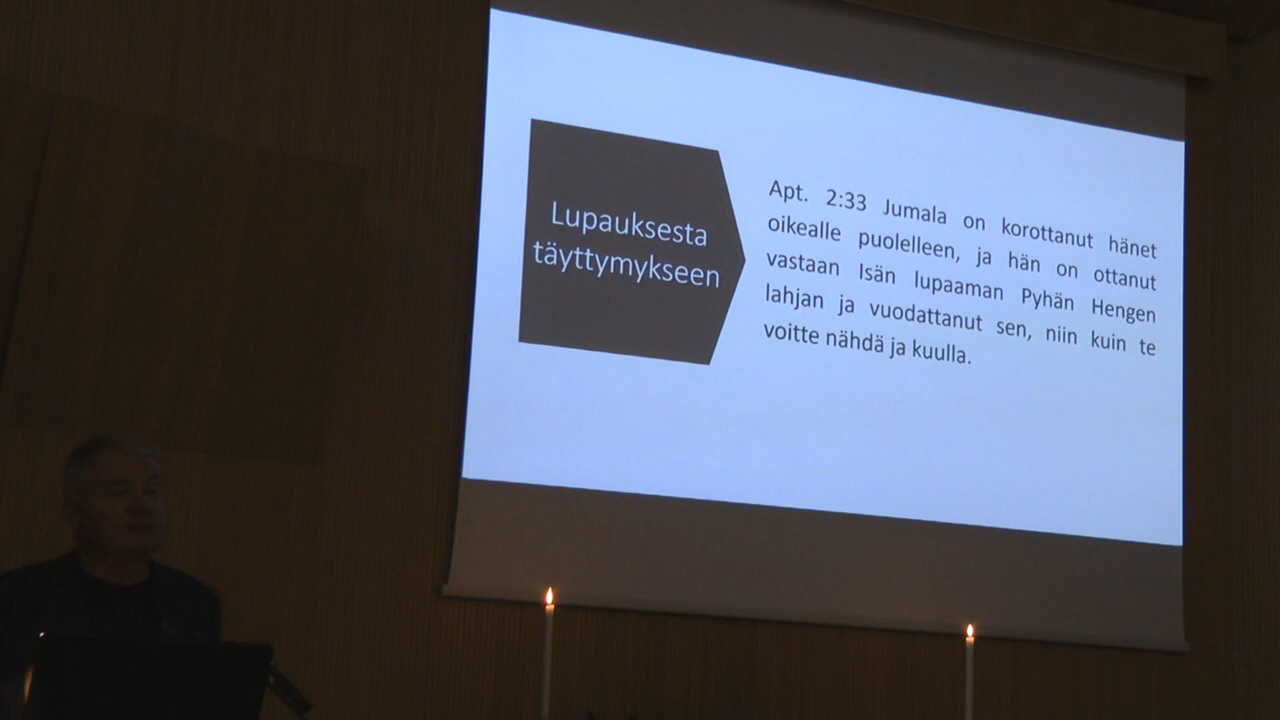 Lupauksesta
täyttymykseen
Apt. 2:33 Jumala on korottanut hänet
oikealle puolelleen, ja hän on ottanut
vastaan Isän lupaaman Pyhän Hengen
lahjan ja vuodattanut sen, niin kuin te
voitte nähdä ja kuulla.